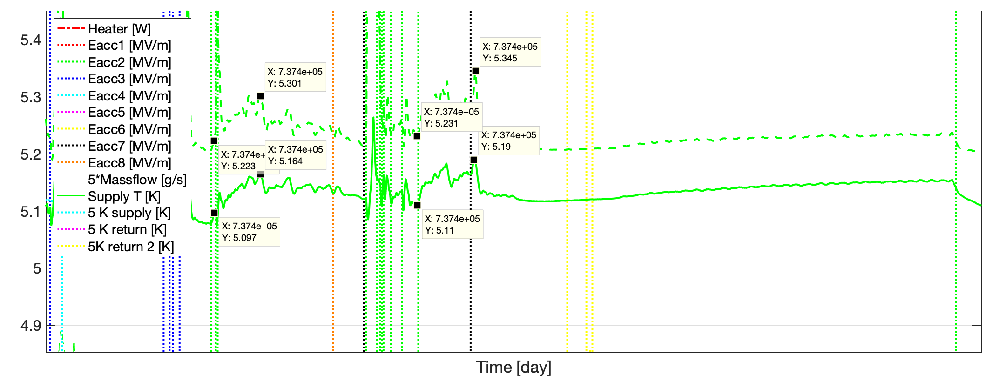 5.4
5.3
5.2
5.1
5
4.9
Heater [W]
Eacc1 [MV/m]
Eacc2 [MV/m]
Eacc3 [MV/m]
Eacc4 [MV/m]
Eacc5 [MV/m]
Eacc6 [MV/m]
Eacc7 [MV/m]
Eacc8 [MV/m]
5*Massflow [g/s]
Supply T [K]
5 K supply [K]
5 K return [K]
5K return 2 [K]
X: 7.374e+05
Y: 5.301
X: 7.374e+
Y: 5.223
X: 7.374e+05
Y: 5.164
X: 7.374e+05
Y: 5.097
X: 7.374e+05
Y: 5.345
X: 7.374e+05
Y: 5.231
X: 7.374e+05
Y: 5.19
X: 7.374e+05
Y: 5.11
Time [day]